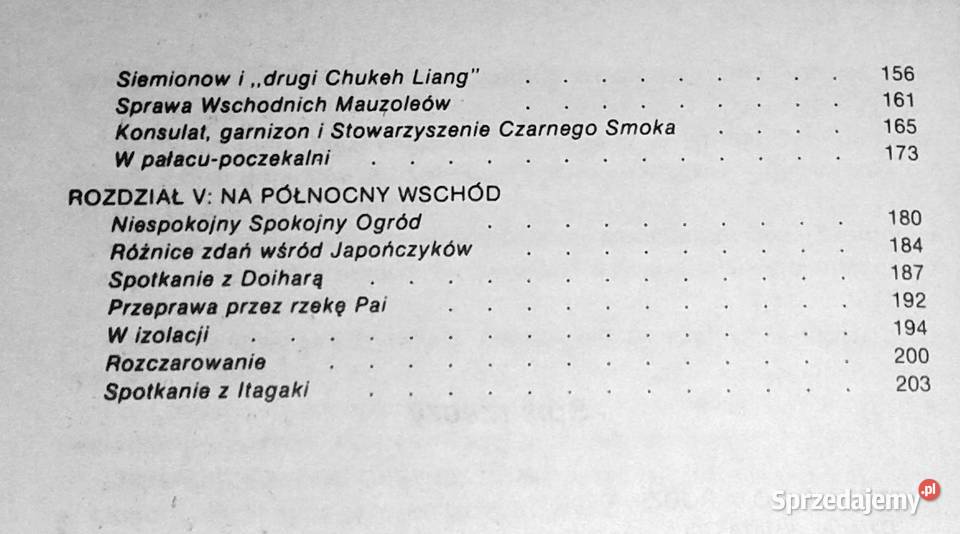 Siemionow i „drugi Chukeh Liang” . . . . . . . . . 156
Sprawa Wschodnich Mauzoleów . . . . . . . . . 161
Konsulat, garnizon i Stowarzyszenie Czarnego Smoka . . . . 165
W pałacu-poczekalni . . . . . . . . . . . . . 173
ROZDZIAŁ V: NA PÓŁNOCNY WSCHÓD
Niespokojny Spokojny Ogród . . . . . . . . . 180
Różnice zdań wśród Japończyków . . . . . . . . . 184
Spotkanie z Doiharą . . . . . . . . . . . . . 187
Przeprawa przez rzekę Pai . . . . . . . . . . . 192
W izolacji . . . . . . . . . . . . . . . 194
Rozczarowanie . . . . . . . . . . . . . . 200
Spotkanie z Itagaki . . . . . . . . . . . . . 203
Sprzedajemy.pl